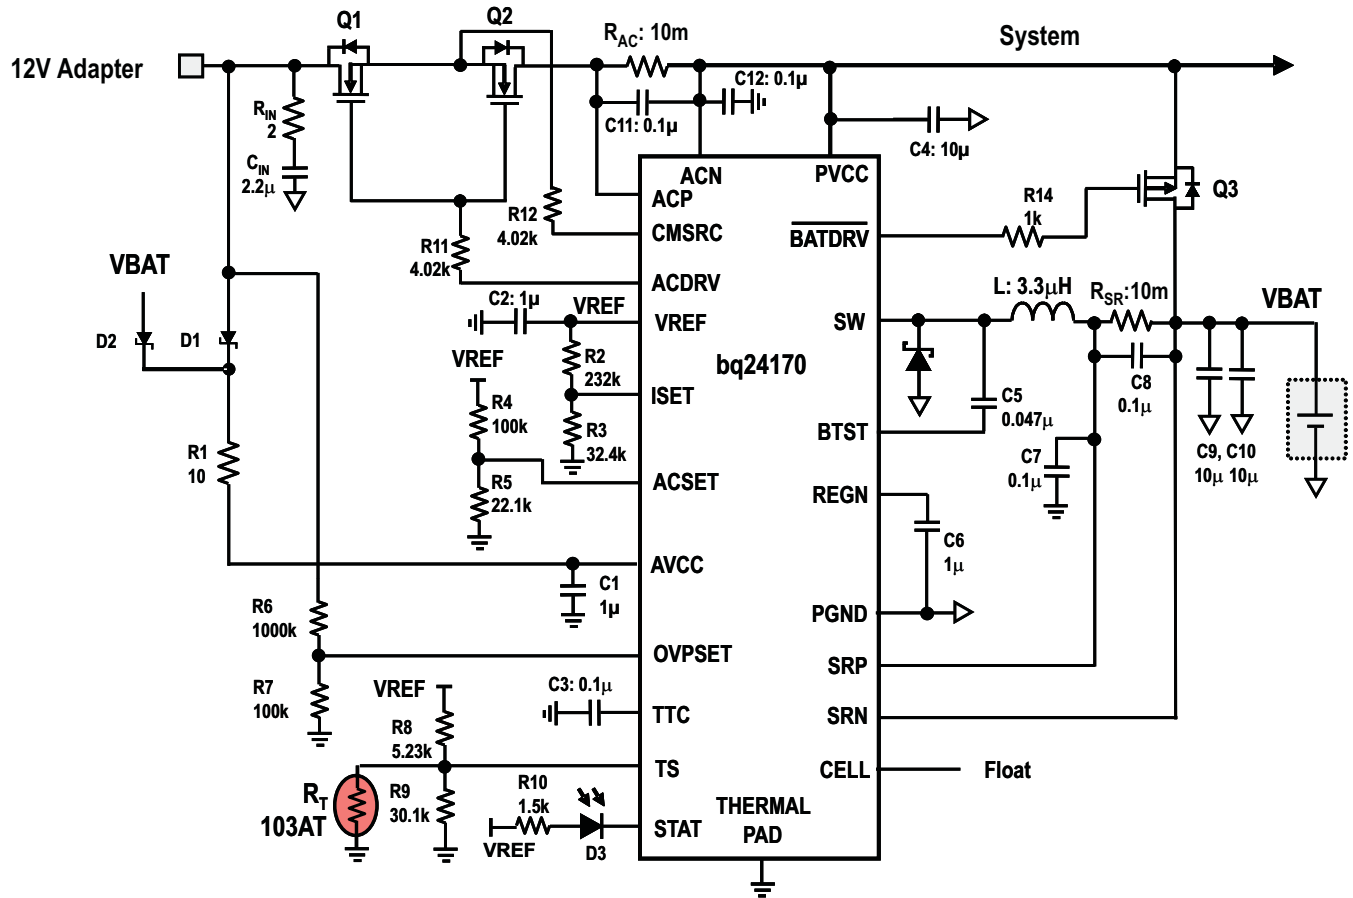 Q1
Q2
12V Adapter
R_AC: 10m
System
C12: 0.1µ
C11: 0.1µ
C4: 10µ
R_IN
2
C_IN
2.2µ
ACN
PVCC
ACP
R12
4.02k
CMSRC
BATDRV
R14
1k
Q3
R11
4.02k
ACDRV
VBAT
D2
D1
C2: 1µ
VREF
VREF
SW
L: 3.3µH
R_SR:10m
VBAT
VREF
R2
232k
bq24170
R4
100k
ISET
C8
0.1µ
C5
0.047µ
R3
32.4k
BTST
C9, C10
10µ 10µ
R1
10
R5
22.1k
ACSET
C7
0.1µ
REGN
C6
1µ
AVCC
C1
1µ
R6
1000k
PGND
OVPSET
SRP
R7
100k
VREF
C3: 0.1µ
TTC
SRN
R8
5.23k
TS
CELL
Float
R_T
103AT
R9
30.1k
R10
1.5k
THERMAL
PAD
STAT
VREF
D3